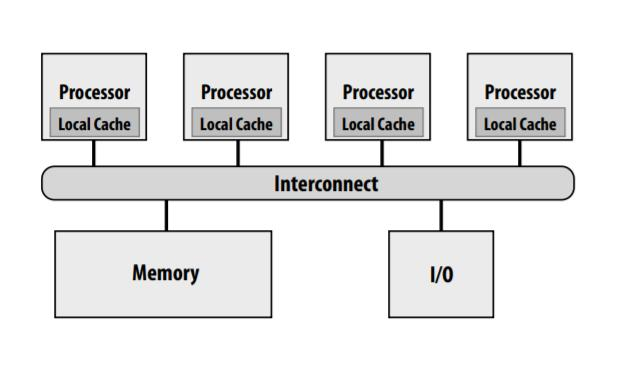 Processor
Local Cache
Processor
Local Cache
Processor
Local Cache
Processor
Local Cache
Interconnect
Memory
I/O